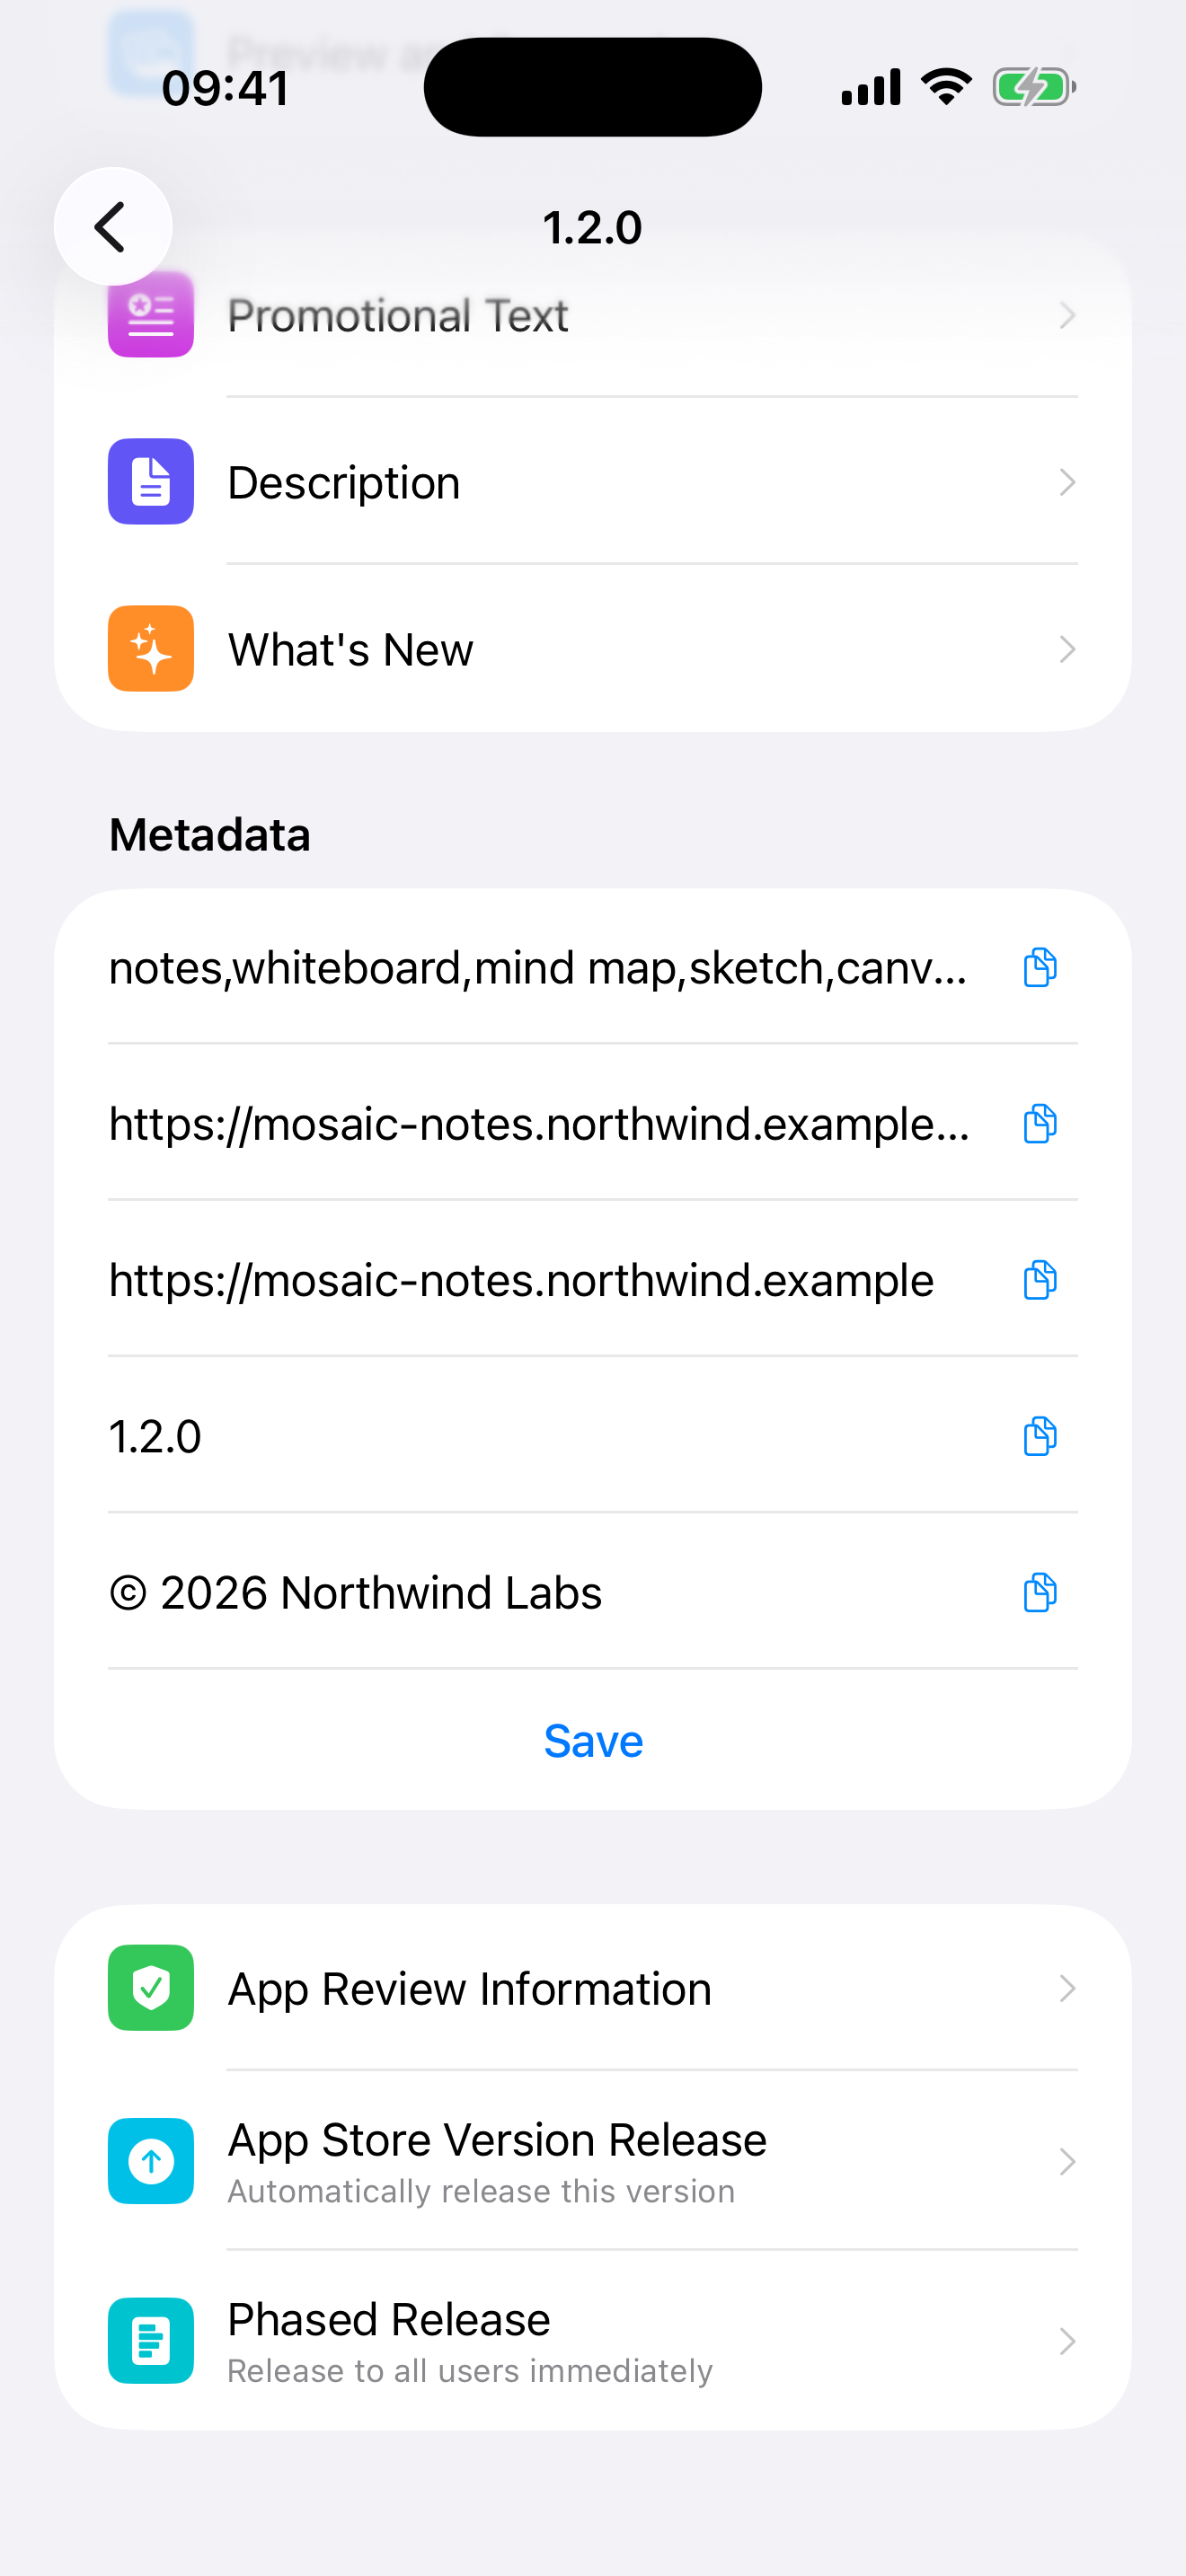 Preview a
09:41
1.2.0
Promotional Text
Description
What's New
Metadata
notes,whiteboard,mind map,sketch,canv...
https://mosaic-notes.northwind.example...
https://mosaic-notes.northwind.example
1.2.0
© 2026 Northwind Labs
Save
App Review Information
App Store Version Release
Automatically release this version
Phased Release
Release to all users immediately